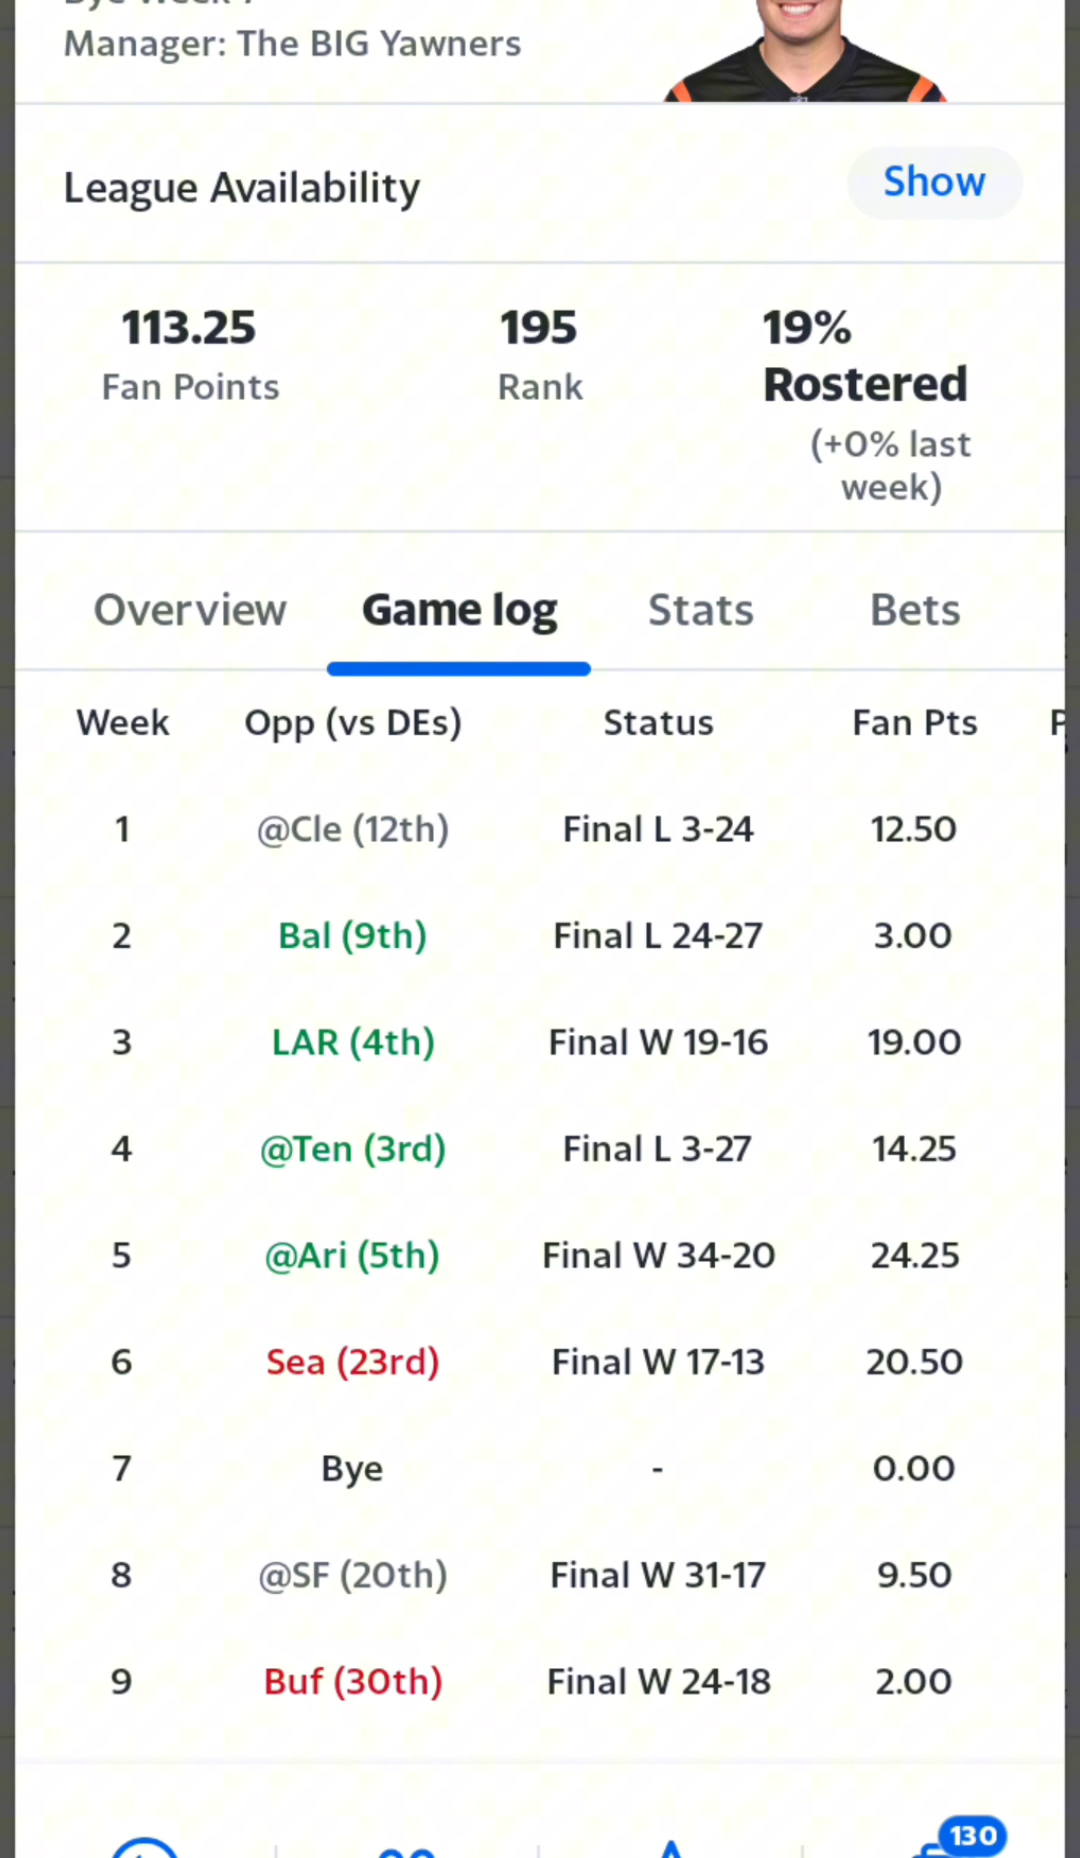 Bye Week 7
Manager: The BIG Yawners
League Availability
Show
113.25
Fan Points
195
Rank
19%
Rostered
(+0% last
week)
Overview Game log Stats Bets
Week Opp (vs DEs) Status Fan Pts
1 @Cle (12th) Final L 3-24 12.50
2 Bal (9th) Final L 24-27 3.00
3 LAR (4th) Final W 19-16 19.00
4 @Ten (3rd) Final L 3-27 14.25
5 @Ari (5th) Final W 34-20 24.25
6 Sea (23rd) Final W 17-13 20.50
7 Bye - 0.00
8 @SF (20th) Final W 31-17 9.50
9 Buf (30th) Final W 24-18 2.00
130